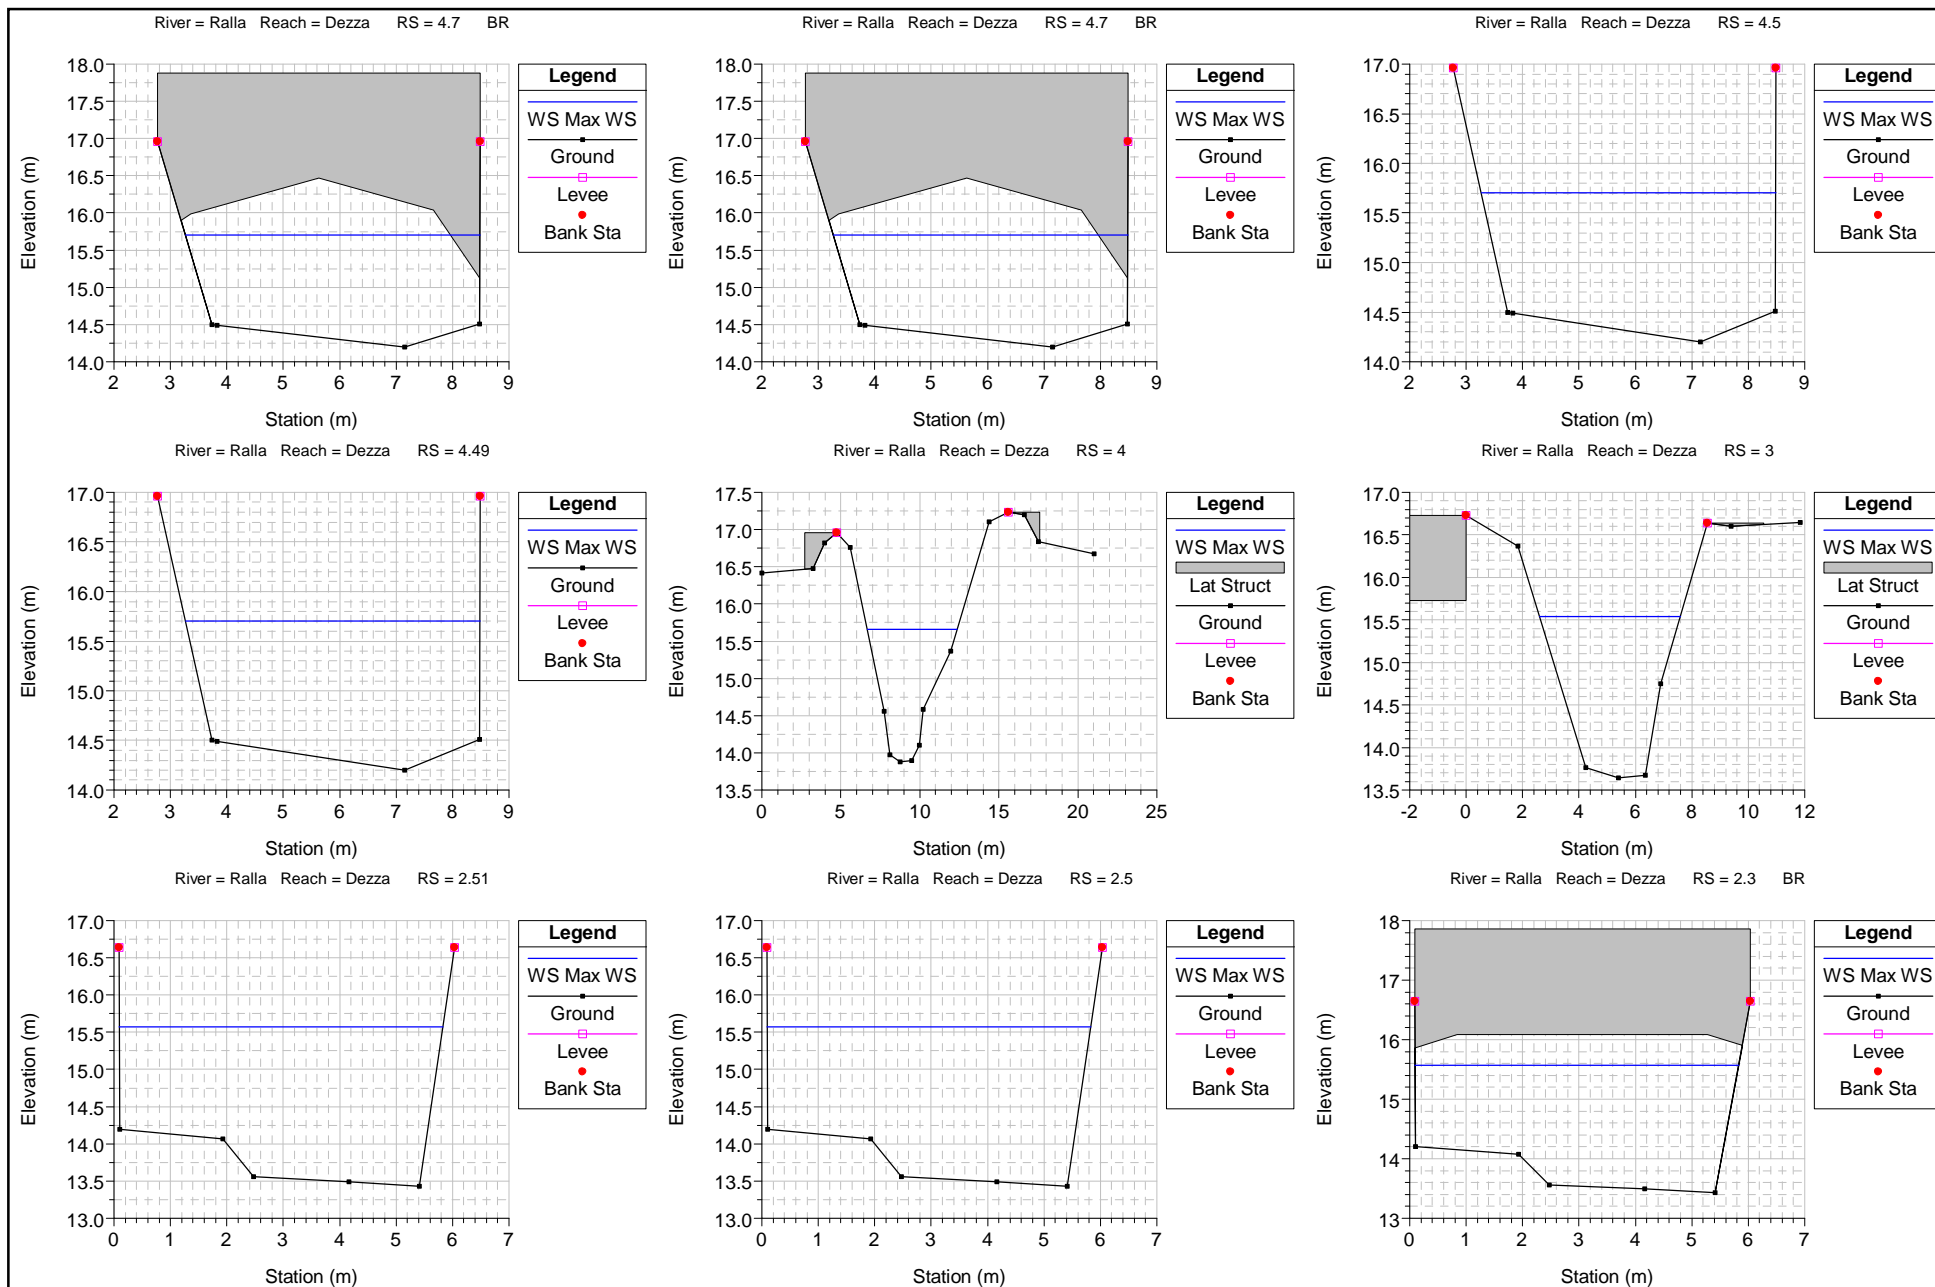 River = Ralla Reach = Dezza RS = 4.7 BR
18.0
17.5
17.0
16.5
16.0
15.5
15.0
14.5
14.0
2 3 4 5 6 7 8 9
Station (m)
Elevation (m)
Legend
WS Max WS
Ground
Levee
Bank Sta
River = Ralla Reach = Dezza RS = 4.7 BR
18.0
17.5
17.0
16.5
16.0
15.5
15.0
14.5
14.0
2 3 4 5 6 7 8 9
Station (m)
Elevation (m)
Legend
WS Max WS
Ground
Levee
Bank Sta
River = Ralla Reach = Dezza RS = 4.5
17.0
16.5
16.0
15.5
15.0
14.5
14.0
2 3 4 5 6 7 8 9
Station (m)
Elevation (m)
Legend
WS Max WS
Ground
Levee
Bank Sta
River = Ralla Reach = Dezza RS = 4.49
17.0
16.5
16.0
15.5
15.0
14.5
14.0
2 3 4 5 6 7 8 9
Station (m)
Elevation (m)
Legend
WS Max WS
Ground
Levee
Bank Sta
River = Ralla Reach = Dezza RS = 4
17.5
17.0
16.5
16.0
15.5
15.0
14.5
14.0
13.5
0 5 10 15 20 25
Station (m)
Elevation (m)
Legend
WS Max WS
Lat Struct
Ground
Levee
Bank Sta
River = Ralla Reach = Dezza RS = 3
17.0
16.5
16.0
15.5
15.0
14.5
14.0
13.5
-2 0 2 4 6 8 10 12
Station (m)
Elevation (m)
Legend
WS Max WS
Lat Struct
Ground
Levee
Bank Sta
River = Ralla Reach = Dezza RS = 2.51
17.0
16.5
16.0
15.5
15.0
14.5
14.0
13.5
13.0
0 1 2 3 4 5 6 7
Station (m)
Elevation (m)
Legend
WS Max WS
Ground
Levee
Bank Sta
River = Ralla Reach = Dezza RS = 2.5
17.0
16.5
16.0
15.5
15.0
14.5
14.0
13.5
13.0
0 1 2 3 4 5 6 7
Station (m)
Elevation (m)
Legend
WS Max WS
Ground
Levee
Bank Sta
River = Ralla Reach = Dezza RS = 2.3 BR
18
17
16
15
14
13
0 1 2 3 4 5 6 7
Station (m)
Elevation (m)
Legend
WS Max WS
Ground
Levee
Bank Sta